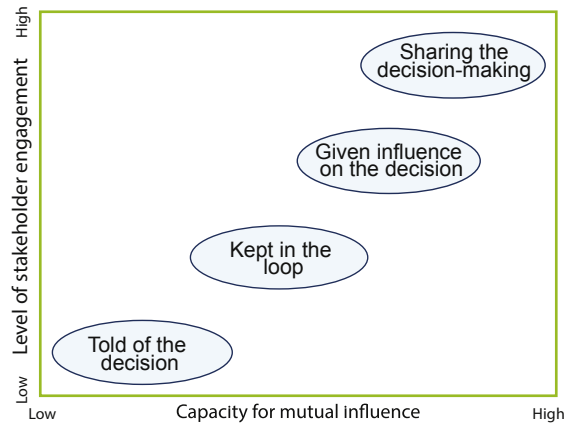 High
Level of stakeholder engagement
Low
Sharing the
decision-making
Given influence
on the decision
Kept in the
loop
Told of the
decision
Low
Capacity for mutual influence
High